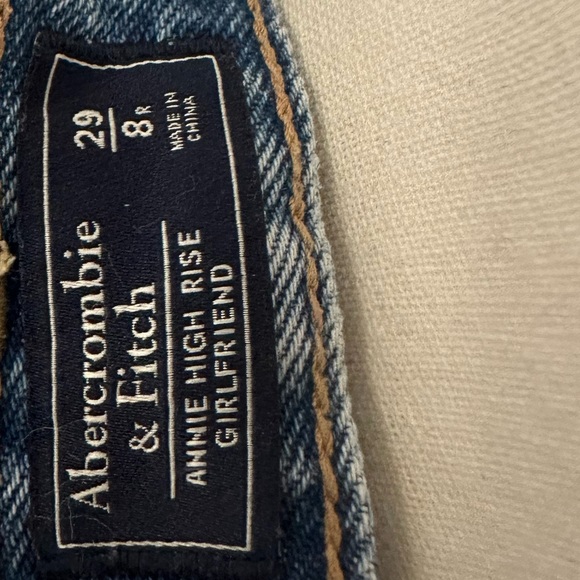 Abercrombie
& Fitch
ANNIE HIGH RISE
GIRLFRIEND
29
8R
MADE IN
CHINA